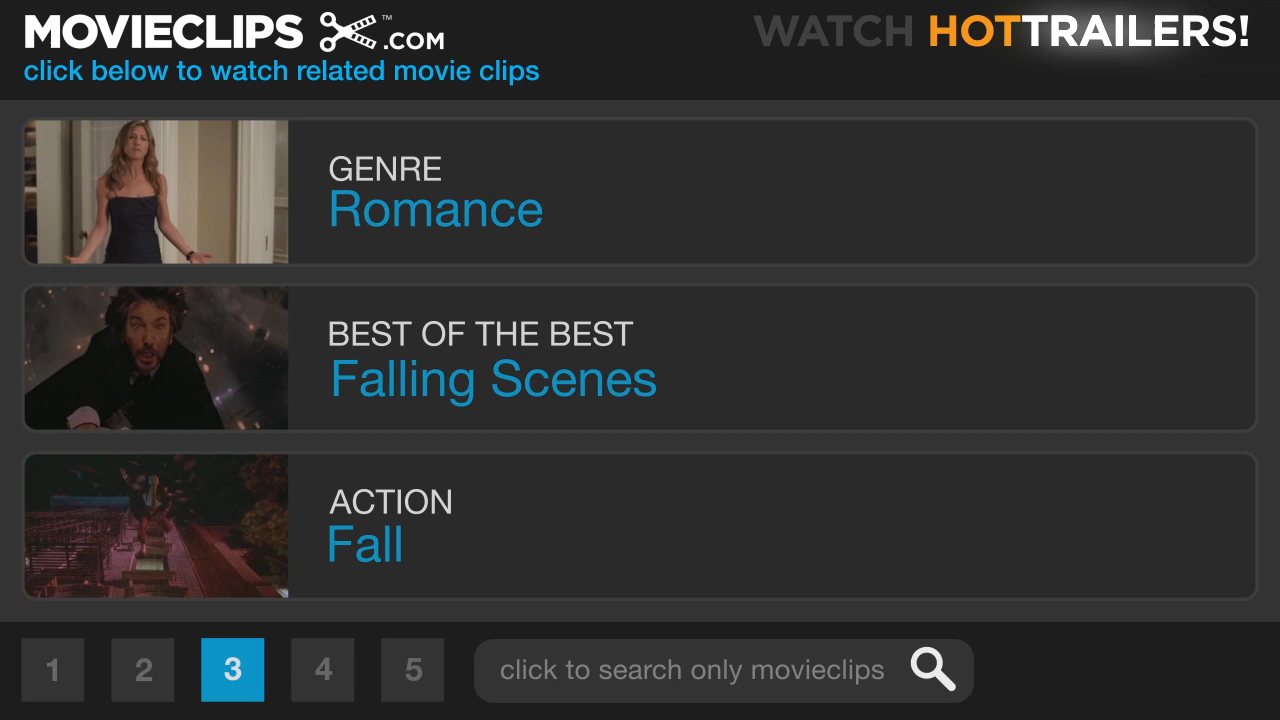 MOVIECLIPS ™ .COM
WATCH HOTTRAILERS!
click below to watch related movie clips
GENRE
Romance
BEST OF THE BEST
Falling Scenes
ACTION
Fall
1 2 3 4 5 click to search only movieclips